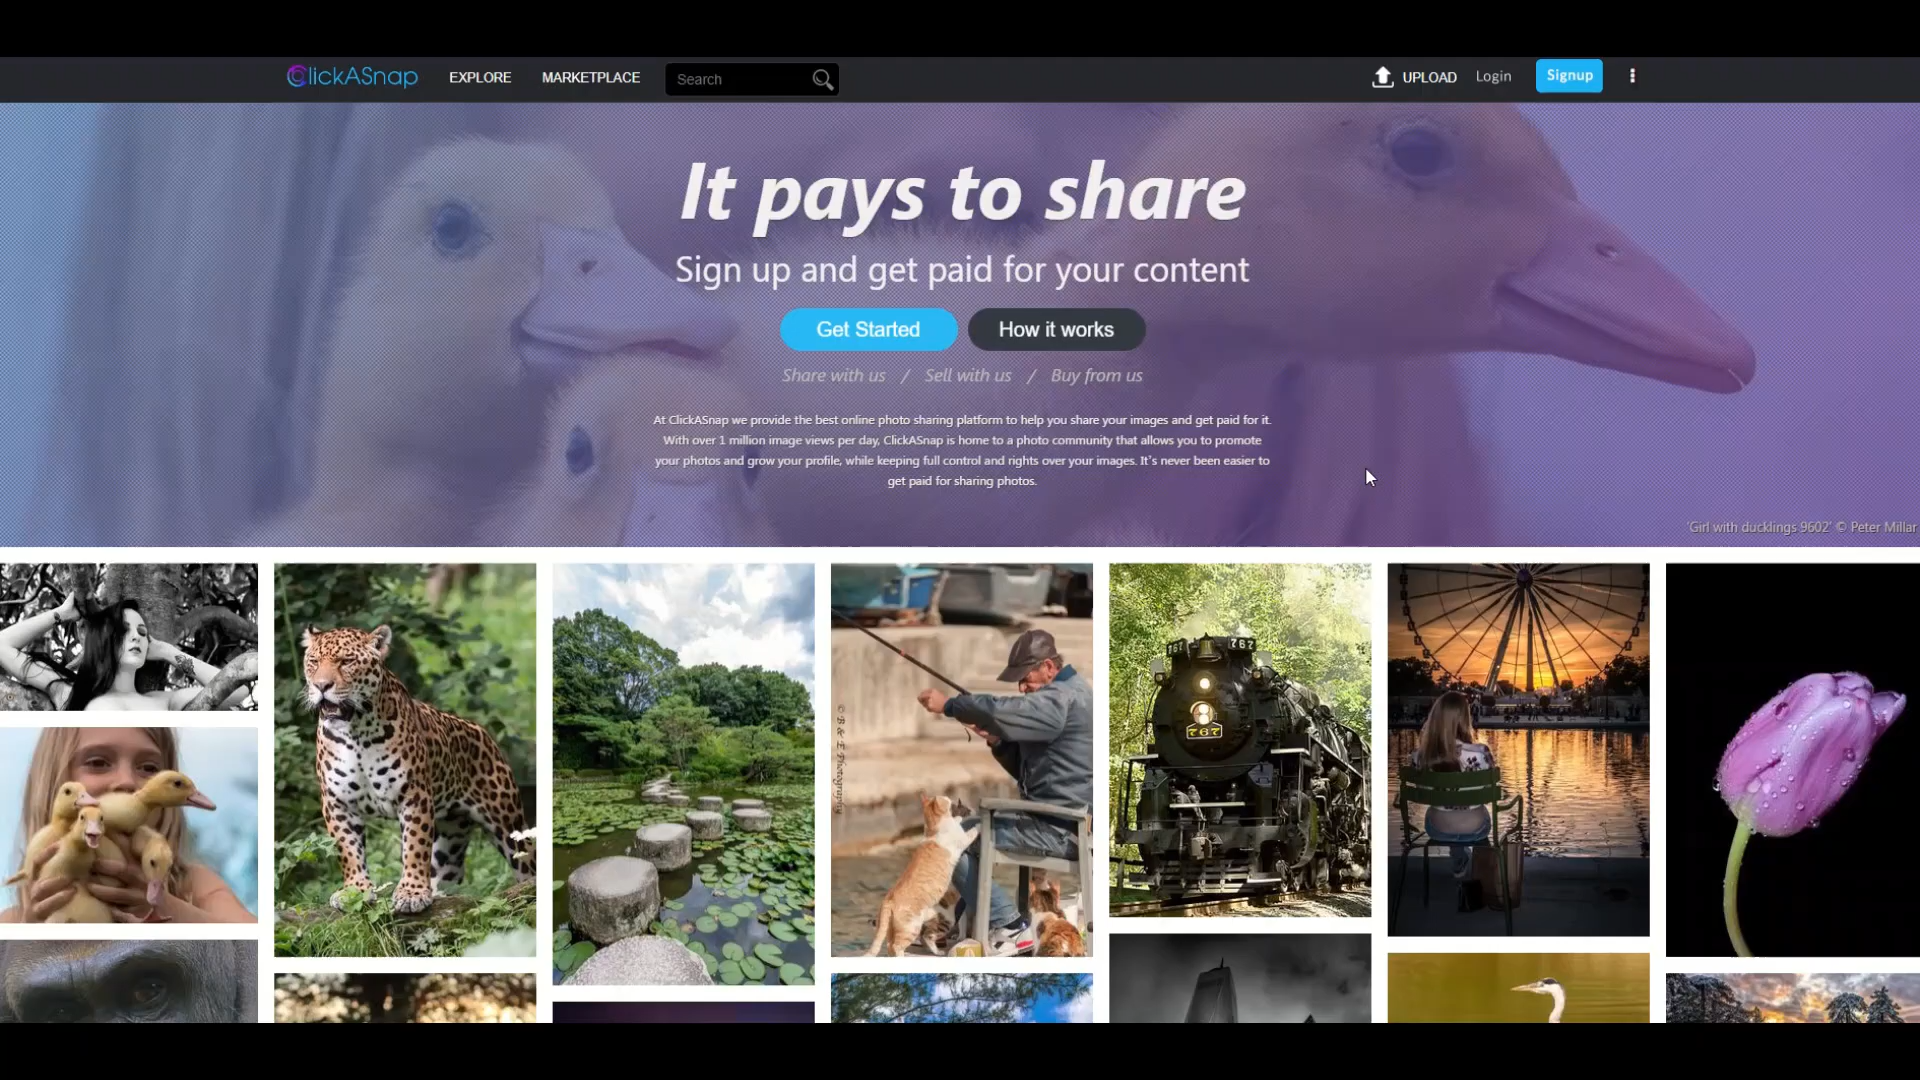 ClickASnap
EXPLORE
MARKETPLACE
Search
UPLOAD
Login
Signup
It pays to share
Sign up and get paid for your content
Get Started
How it works
Share with us / Sell with us / Buy from us
At ClickASnap we provide the best online photo sharing platform to help you share your images and get paid for it.
With over 1 million image views per day, ClickASnap is home to a photo community that allows you to promote
your photos and grow your profile, while keeping full control and rights over your images. It's never been easier to
get paid for sharing photos.
'Girl with ducklings 9602' © Peter Millar
© B & E Photography
767
767
767